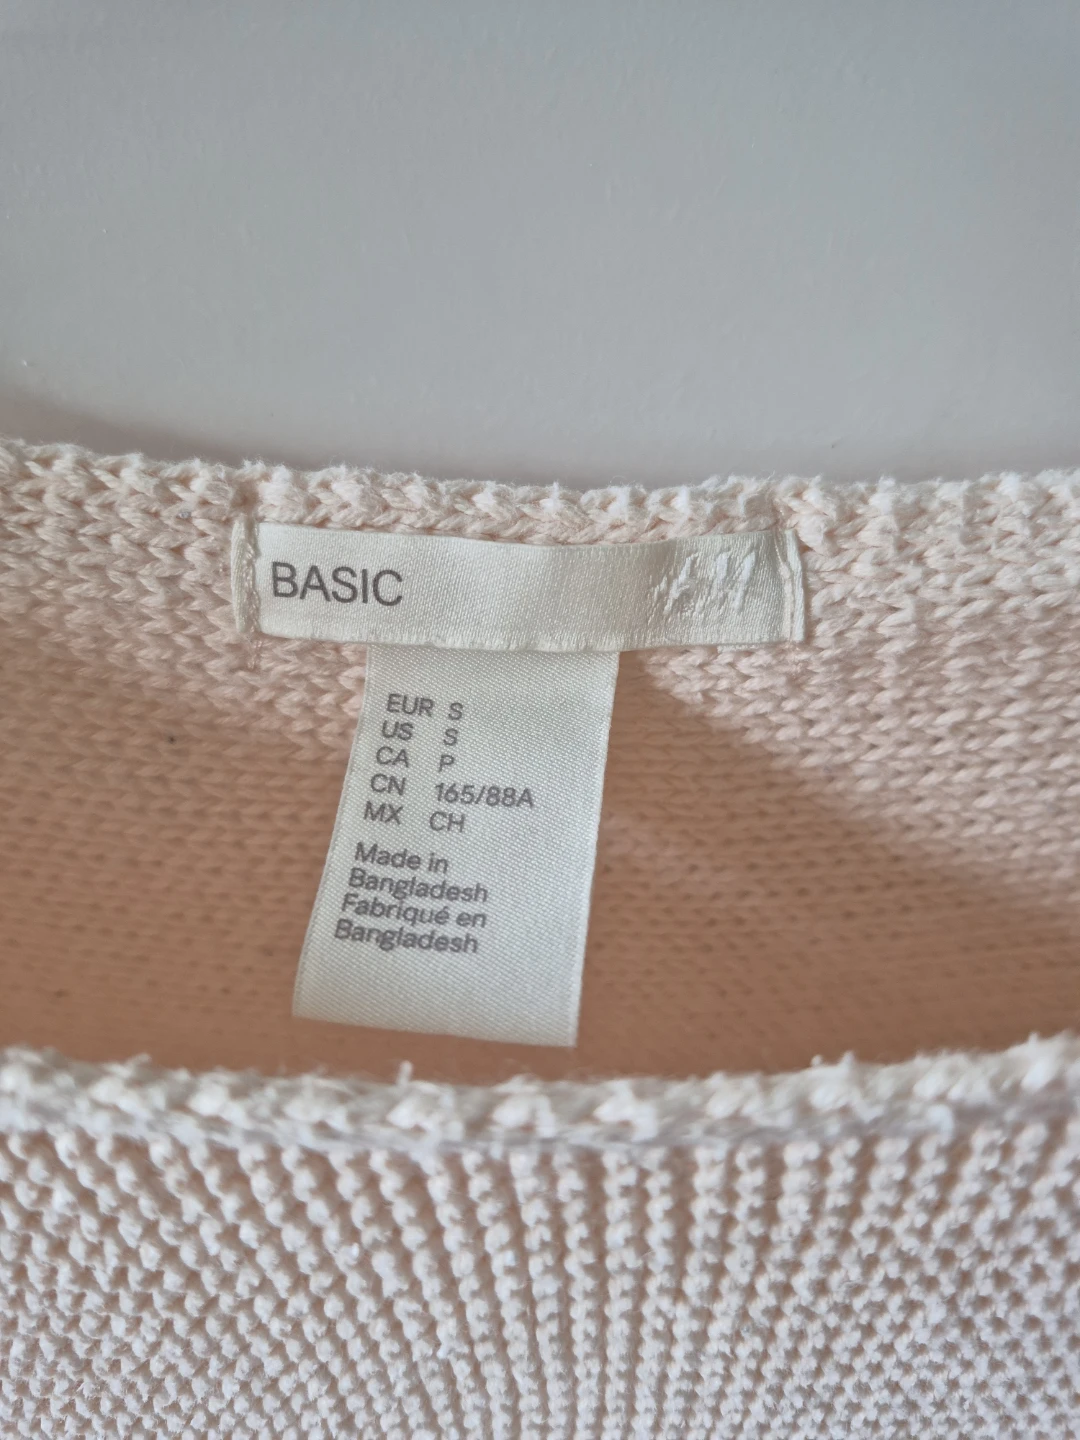 BASIC H&M
EUR S
US S
CA P
CN 165/88A
MX CH
Made in
Bangladesh
Fabriqué en
Bangladesh